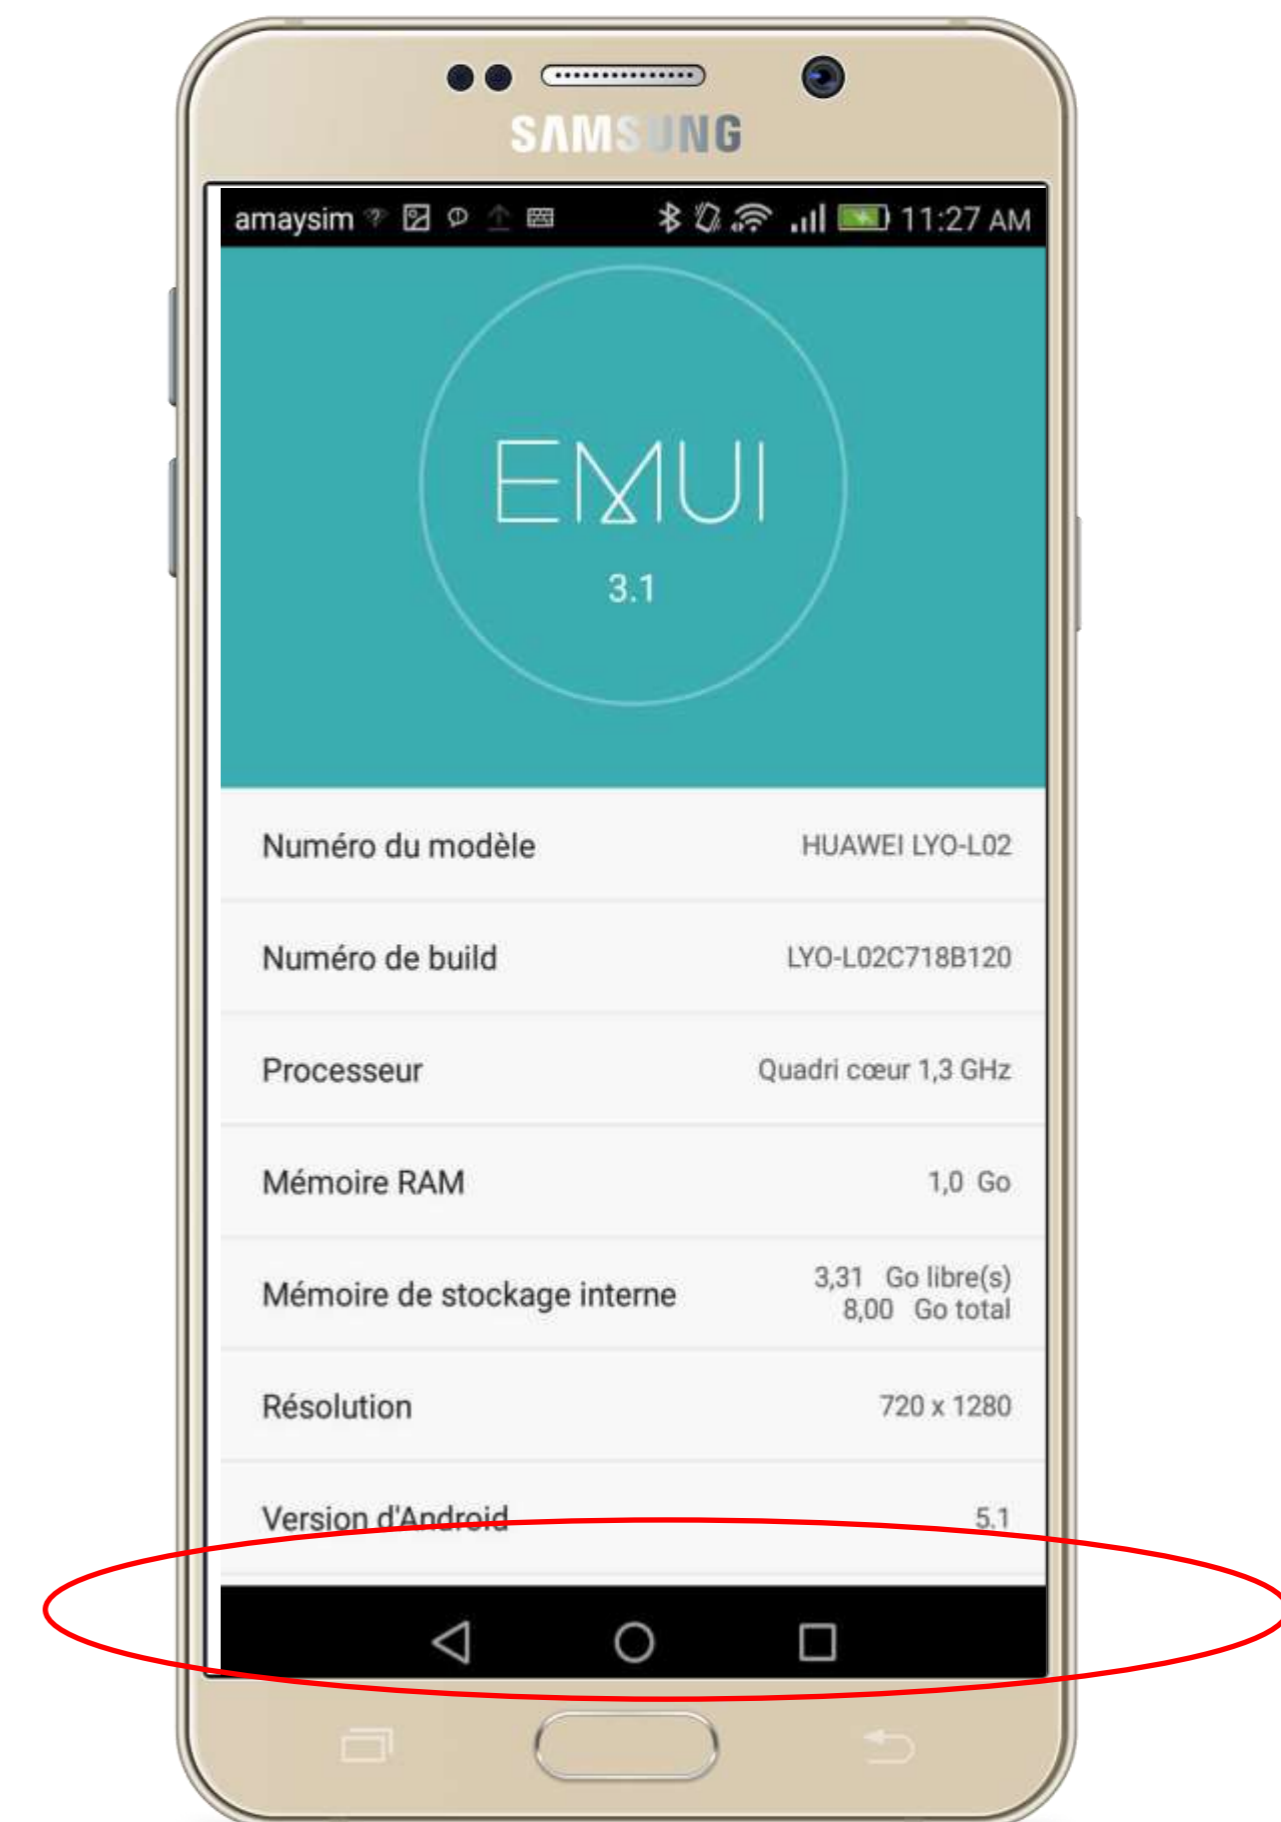 SAMSUNG
amaysim 11:27 AM
EMUI
3.1
Numéro du modèle HUAWEI LYO-L02
Numéro de build LYO-L02C718B120
Processeur Quadri cœur 1,3 GHz
Mémoire RAM 1,0 Go
Mémoire de stockage interne 3,31 Go libre(s)
8,00 Go total
Résolution 720 x 1280
Version d'Android 5.1